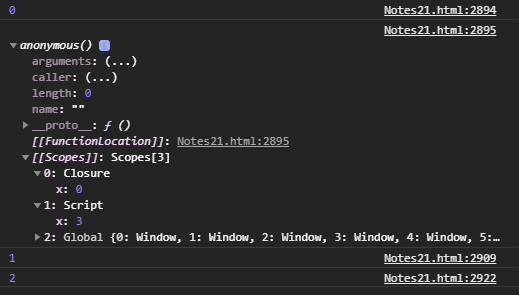 0 Notes21.html:2894
Notes21.html:2895
anonymous() i
arguments: (...)
caller: (...)
length: 0
name: ""
__proto__: ƒ ()
[[FunctionLocation]]: Notes21.html:2895
[[Scopes]]: Scopes[3]
0: Closure
x: 0
1: Script
x: 3
2: Global {0: Window, 1: Window, 2: Window, 3: Window, 4: Window, 5:…
1 Notes21.html:2909
2 Notes21.html:2922